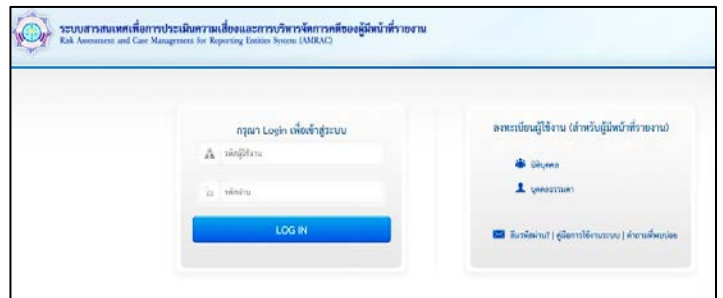 ระบบสารสนเทศเพื่อการประเมินความเสี่ยงและการบริหารจัดการคดีของผู้มีหน้าที่รายงาน
Risk Assessment and Case Management for Reporting Entities System (AMRAC)
กรุณา Login เพื่อเข้าสู่ระบบ
รหัสผู้ใช้งาน
รหัสผ่าน
LOG IN
ลงทะเบียนผู้ใช้งาน (สำหรับผู้มีหน้าที่รายงาน)
นิติบุคคล
บุคคลธรรมดา
ลืมรหัสผ่าน? | คู่มือการใช้งานระบบ | คำถามที่พบบ่อย